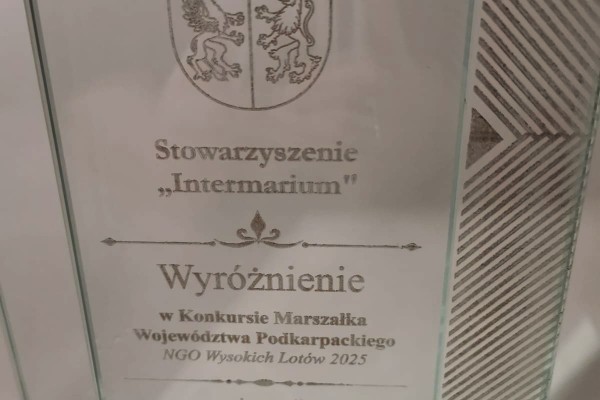 Stowarzyszenie
„Intermarium"
Wyróżnienie
w Konkursie Marszałka
Województwa Podkarpackiego
NGO Wysokich Lotów 2025